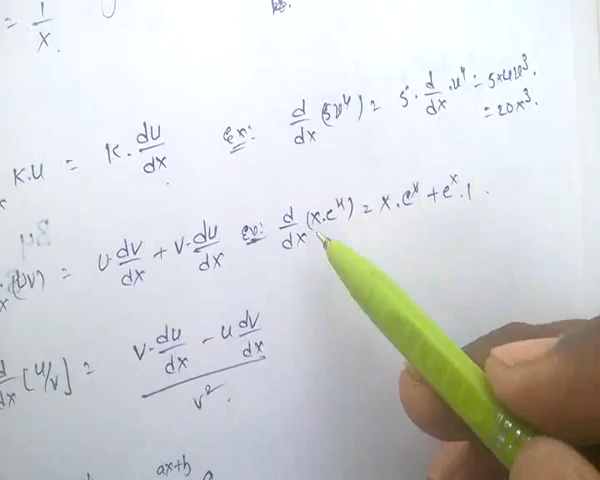 = 1/x.
K.U = K. du/dx Ex: d/dx (5x⁴) = 5. d/dx . x⁴ = 5×4x³.
= 20x³.
(UV) = U. dv/dx + V. du/dx Ex: d/dx (x.eˣ) = x.eˣ + eˣ.1.
d/dx [u/v] = (V. du/dx - u dv/dx)/v².
ax+b